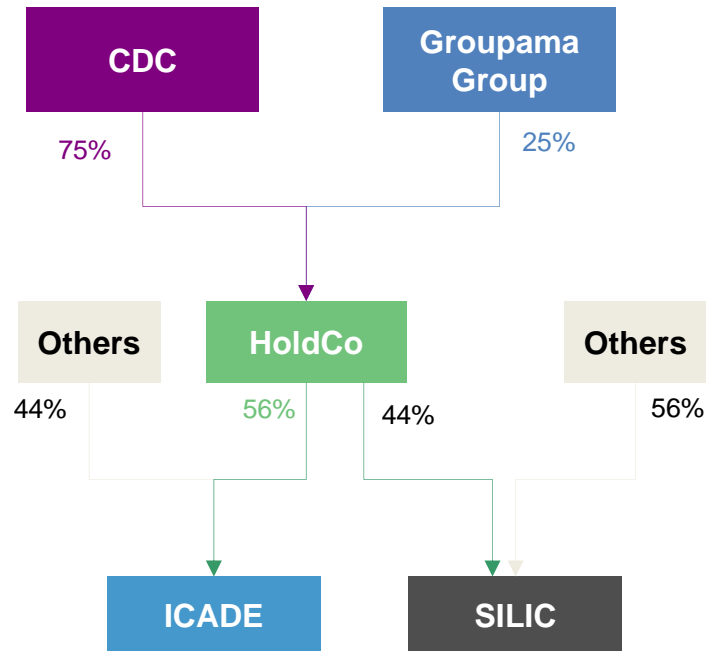 CDC
Groupama
Group
75%
25%
Others
HoldCo
Others
44%
56%
44%
56%
ICADE
SILIC